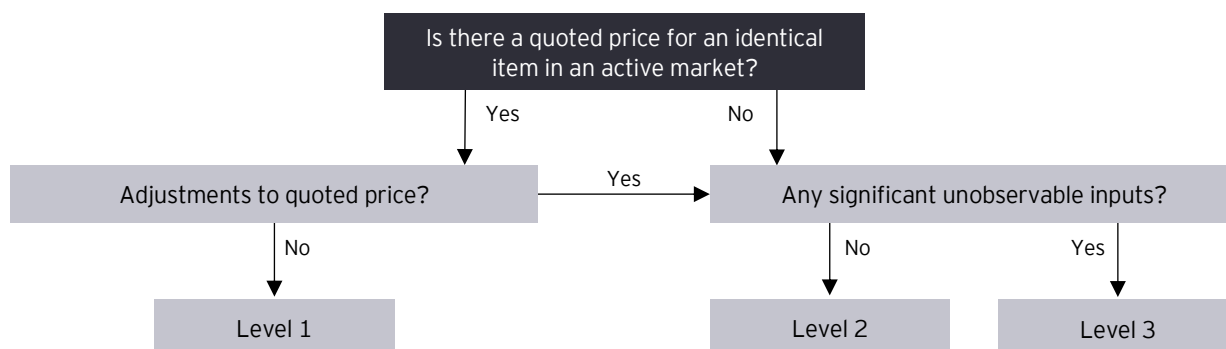 Is there a quoted price for an identical
item in an active market?
Yes
No
Adjustments to quoted price?
Yes
Any significant unobservable inputs?
No
No
Yes
Level 1
Level 2
Level 3